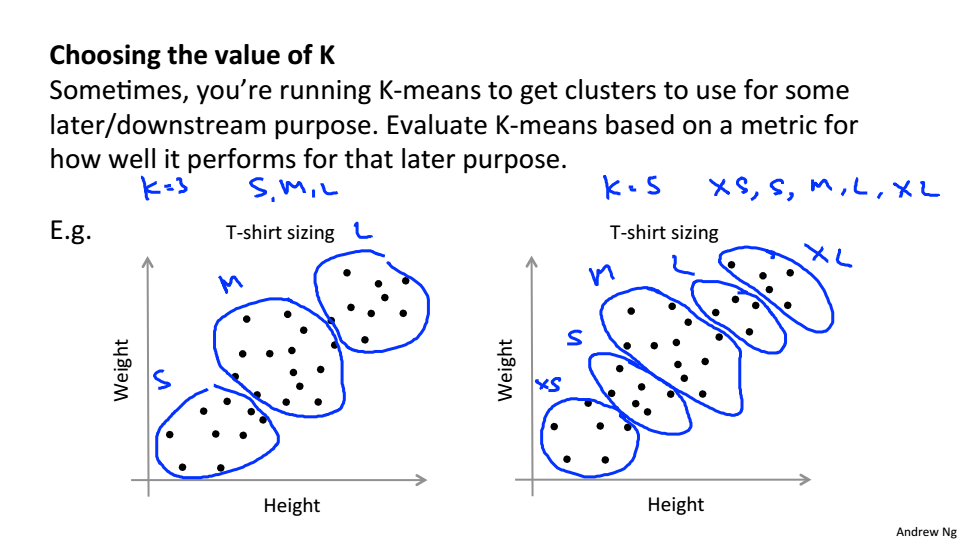 Choosing the value of K
Sometimes, you're running K-means to get clusters to use for some
later/downstream purpose. Evaluate K-means based on a metric for
how well it performs for that later purpose.
K=3 S,M,L
K=5 XS, S, M, L, XL
E.g.
T-shirt sizing
L
M
S
Weight
Height
T-shirt sizing
XL
L
M
S
XS
Weight
Height
Andrew Ng